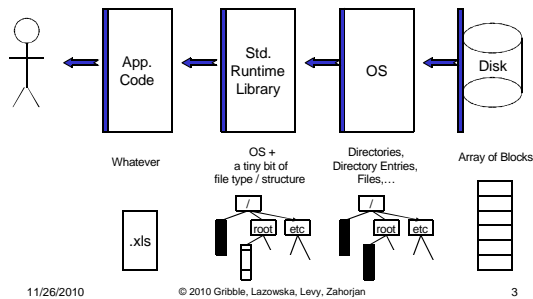 App.
Code
Std.
Runtime
Library
OS
Disk
Whatever
OS +
a tiny bit of
file type / structure
Directories,
Directory Entries,
Files,...
Array of Blocks
.xls
/
root etc
/
root etc
11/26/2010 © 2010 Gribble, Lazowska, Levy, Zahorjan 3